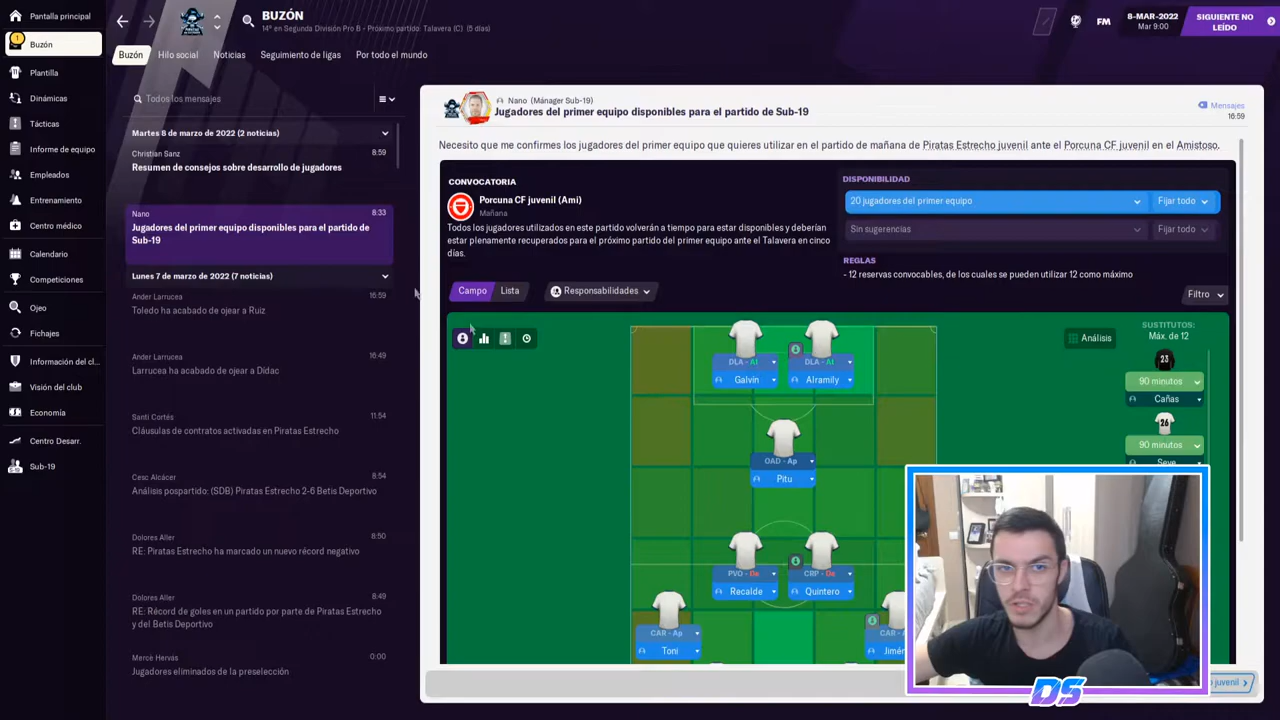 Pantalla principal
1
Buzón
Plantilla
Dinámicas
Tácticas
Informe de equipo
Empleados
Entrenamiento
Centro médico
Calendario
Competiciones
Ojeo
Fichajes
Información del cl...
Visión del club
Economía
Centro Desarr.
Sub-19
BUZÓN
14º en Segunda División Pro B - Próximo partido: Talavera (C) (5 días)
FM
8-MAR-2022
Mar 9:00
SIGUIENTE NO LEÍDO
Buzón
Hilo social
Noticias
Seguimiento de ligas
Por todo el mundo
Todos los mensajes
Martes 8 de marzo de 2022 (2 noticias)
Christian Sanz
8:59
Resumen de consejos sobre desarrollo de jugadores
Nano
8:33
Jugadores del primer equipo disponibles para el partido de
Sub-19
Lunes 7 de marzo de 2022 (7 noticias)
Ander Larrucea
16:59
Toledo ha acabado de ojear a Ruiz
Ander Larrucea
16:49
Larrucea ha acabado de ojear a Dídac
Santi Cortés
11:54
Cláusulas de contratos activadas en Piratas Estrecho
Cesc Alcácer
8:54
Análisis pospartido: (SDB) Piratas Estrecho 2-6 Betis Deportivo
Dolores Aller
8:50
RE: Piratas Estrecho ha marcado un nuevo récord negativo
Dolores Aller
8:49
RE: Récord de goles en un partido por parte de Piratas Estrecho
y del Betis Deportivo
Mercè Hervás
0:00
Jugadores eliminados de la preselección
Nano (Mánager Sub-19)
Jugadores del primer equipo disponibles para el partido de Sub-19
Mensajes
16:59
Necesito que me confirmes los jugadores del primer equipo que quieres utilizar en el partido de mañana de Piratas Estrecho juvenil ante el Porcuna CF juvenil en el Amistoso.
CONVOCATORIA
Porcuna CF juvenil (Ami)
Mañana
Todos los jugadores utilizados en este partido volverán a tiempo para estar disponibles y deberían
estar plenamente recuperados para el próximo partido del primer equipo ante el Talavera en cinco
días.
DISPONIBILIDAD
20 jugadores del primer equipo
Fijar todo
Sin sugerencias
Fijar todo
REGLAS
- 12 reservas convocables, de los cuales se pueden utilizar 12 como máximo
Campo
Lista
Responsabilidades
Filtro
Análisis
SUSTITUTOS:
Máx. de 12
23
90 minutos
Cañas
26
90 minutos
Seve
DLA - At
Galvín
DLA - At
Alramily
OAD - Ap
Pitu
PVO - De
Recalde
CRP - De
Quintero
CAR - Ap
Toni
CAR - A
Jimé
juvenil
DS